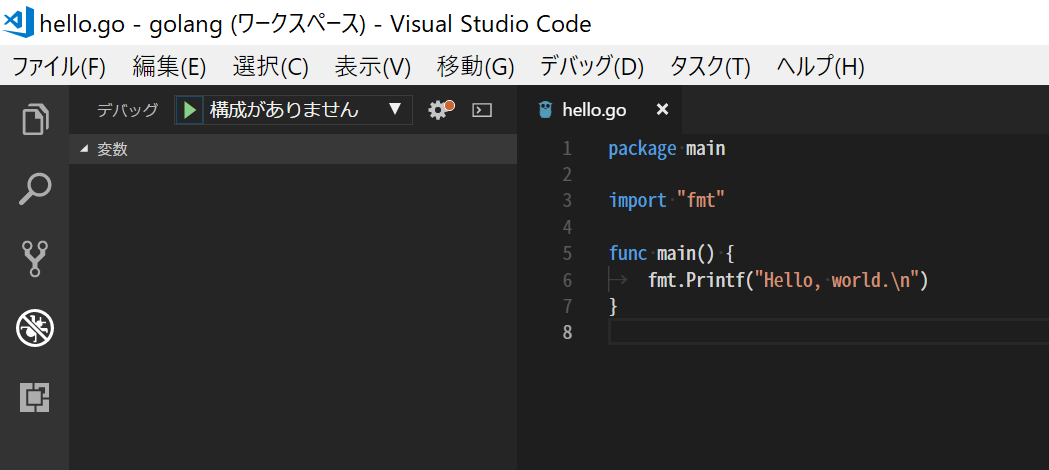 hello.go - golang (ワークスペース) - Visual Studio Code
ファイル(F) 編集(E) 選択(C) 表示(V) 移動(G) デバッグ(D) タスク(T) ヘルプ(H)
デバッグ 構成がありません
変数
hello.go
1 package main
2
3 import "fmt"
4
5 func main() {
6 fmt.Printf("Hello, world.\n")
7 }
8